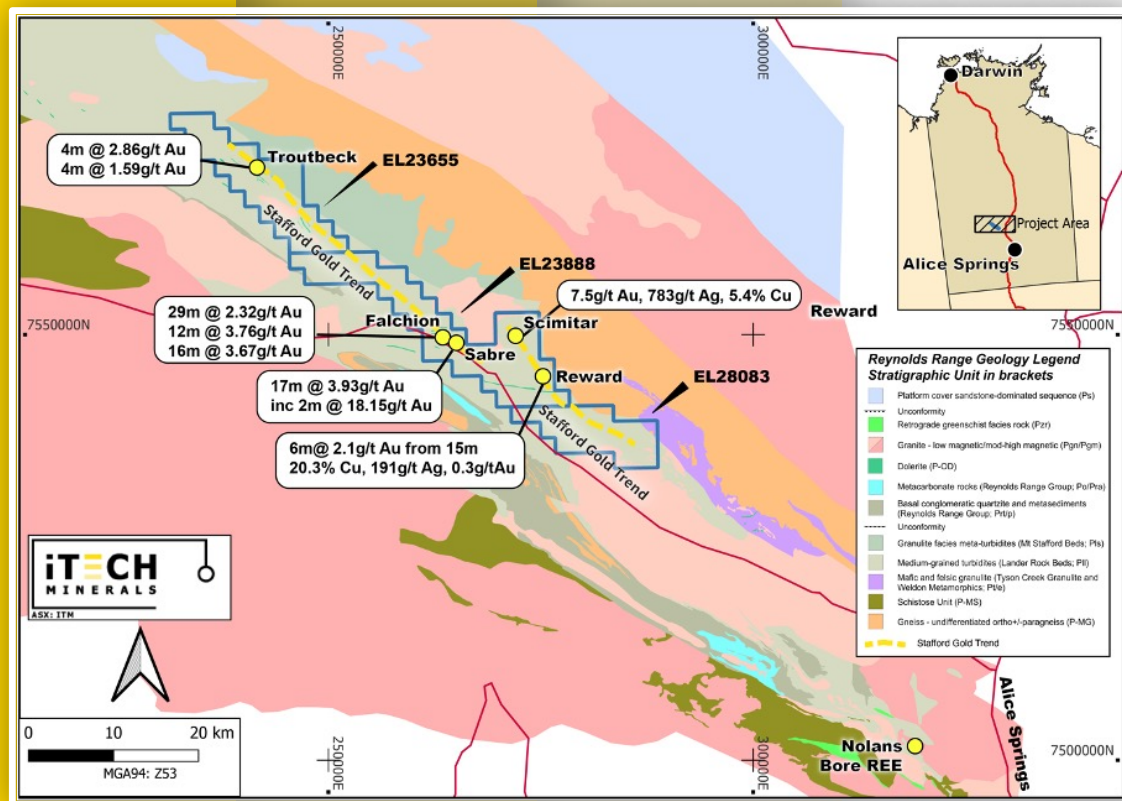 250000E
300000E
Darwin
Project Area
Alice Springs
4m @ 2.86g/t Au
4m @ 1.59g/t Au
Troutbeck
EL23655
Stafford Gold Trend
EL23888
7.5g/t Au, 783g/t Ag, 5.4% Cu
Reward
7550000N
7550000N
29m @ 2.32g/t Au
12m @ 3.76g/t Au
16m @ 3.67g/t Au
Falchion
Scimitar
Sabre
Reward
EL28083
17m @ 3.93g/t Au
inc 2m @ 18.15g/t Au
6m@ 2.1g/t Au from 15m
20.3% Cu, 191g/t Ag, 0.3g/tAu
Stafford Gold Trend
Reynolds Range Geology Legend
Stratigraphic Unit in brackets
Platform cover sandstone-dominated sequence (Ps)
Unconformity
Retrograde greenschist facies rock (Pzr)
Granite - low magnetic/mod-high magnetic (Pgn/Pgm)
Dolerite (P-OD)
Metacarbonate rocks (Reynolds Range Group; Po/Pra)
Basal conglomeratic quartzite and metasediments
(Reynolds Range Group; Prt/p)
Unconformity
Granulite facies meta-turbidites (Mt Stafford Beds; Pls)
Medium-grained turbidites (Lander Rock Beds; Pll)
Mafic and felsic granulite (Tyson Creek Granulite and
Weldon Metamorphics; Pt/e)
Schistose Unit (P-MS)
Gneiss - undifferentiated ortho+/-paragneiss (P-MG)
Stafford Gold Trend
iTECH
MINERALS
ASX: ITM
0 10 20 km
MGA94: Z53
250000E
300000E
Nolans
Bore REE
Alice Springs
7500000N